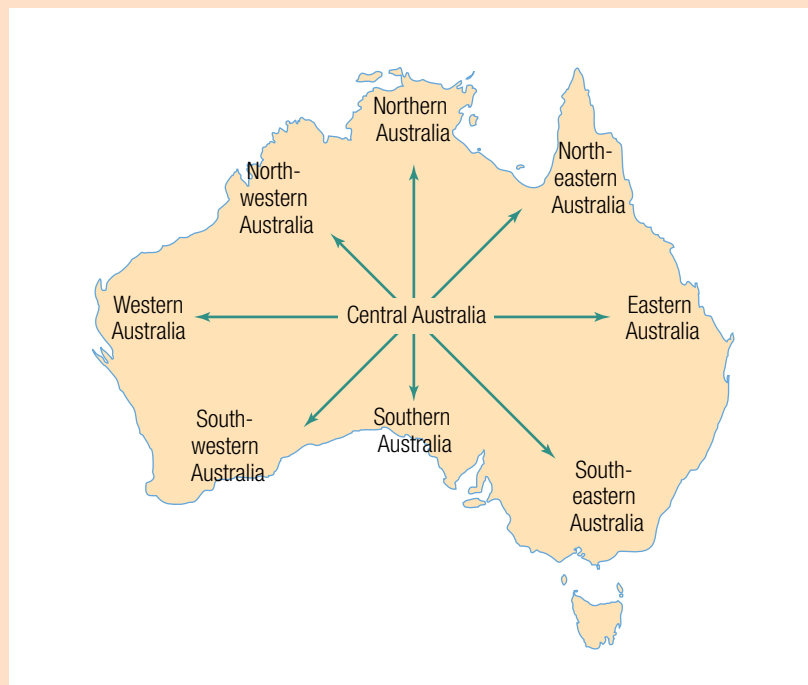 Northern
Australia
North-
eastern
Australia
North-
western
Australia
Western
Australia
Central Australia
Eastern
Australia
South-
western
Australia
Southern
Australia
South-
eastern
Australia